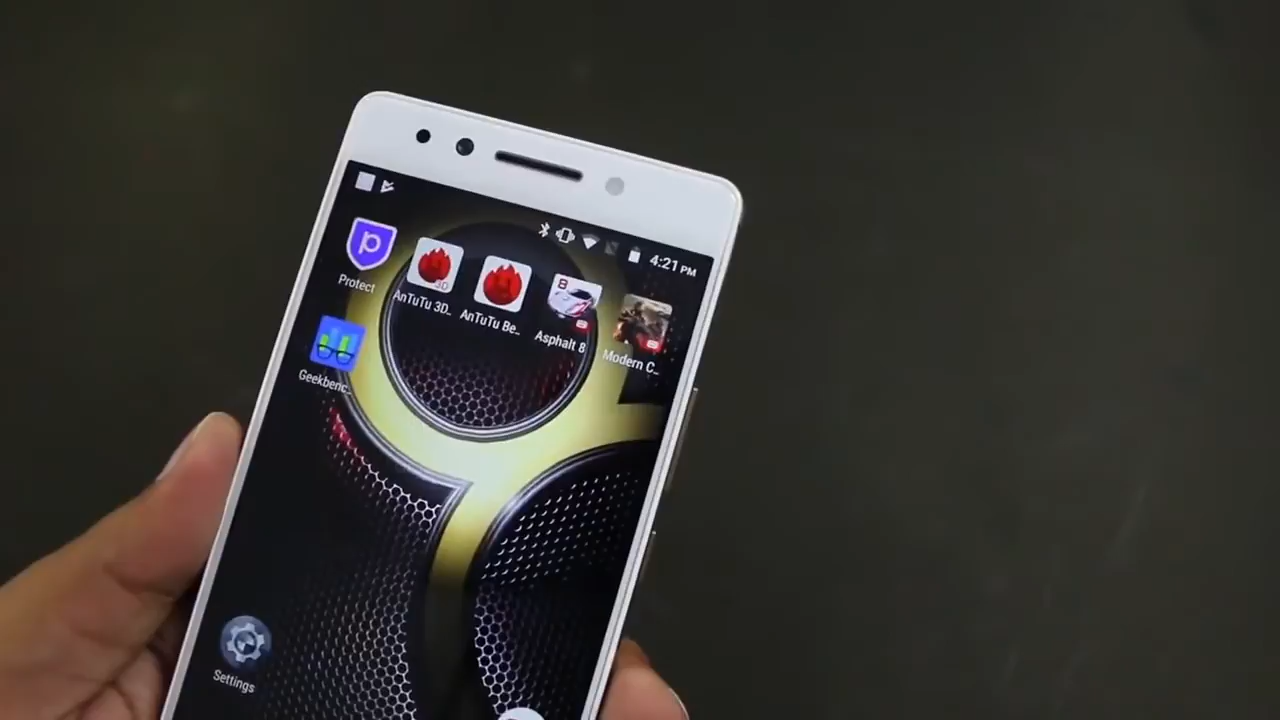 4:21 PM
Protect
AnTuTu 3D..
AnTuTu Be..
Asphalt 8
Modern C..
Geekbenc..
Settings